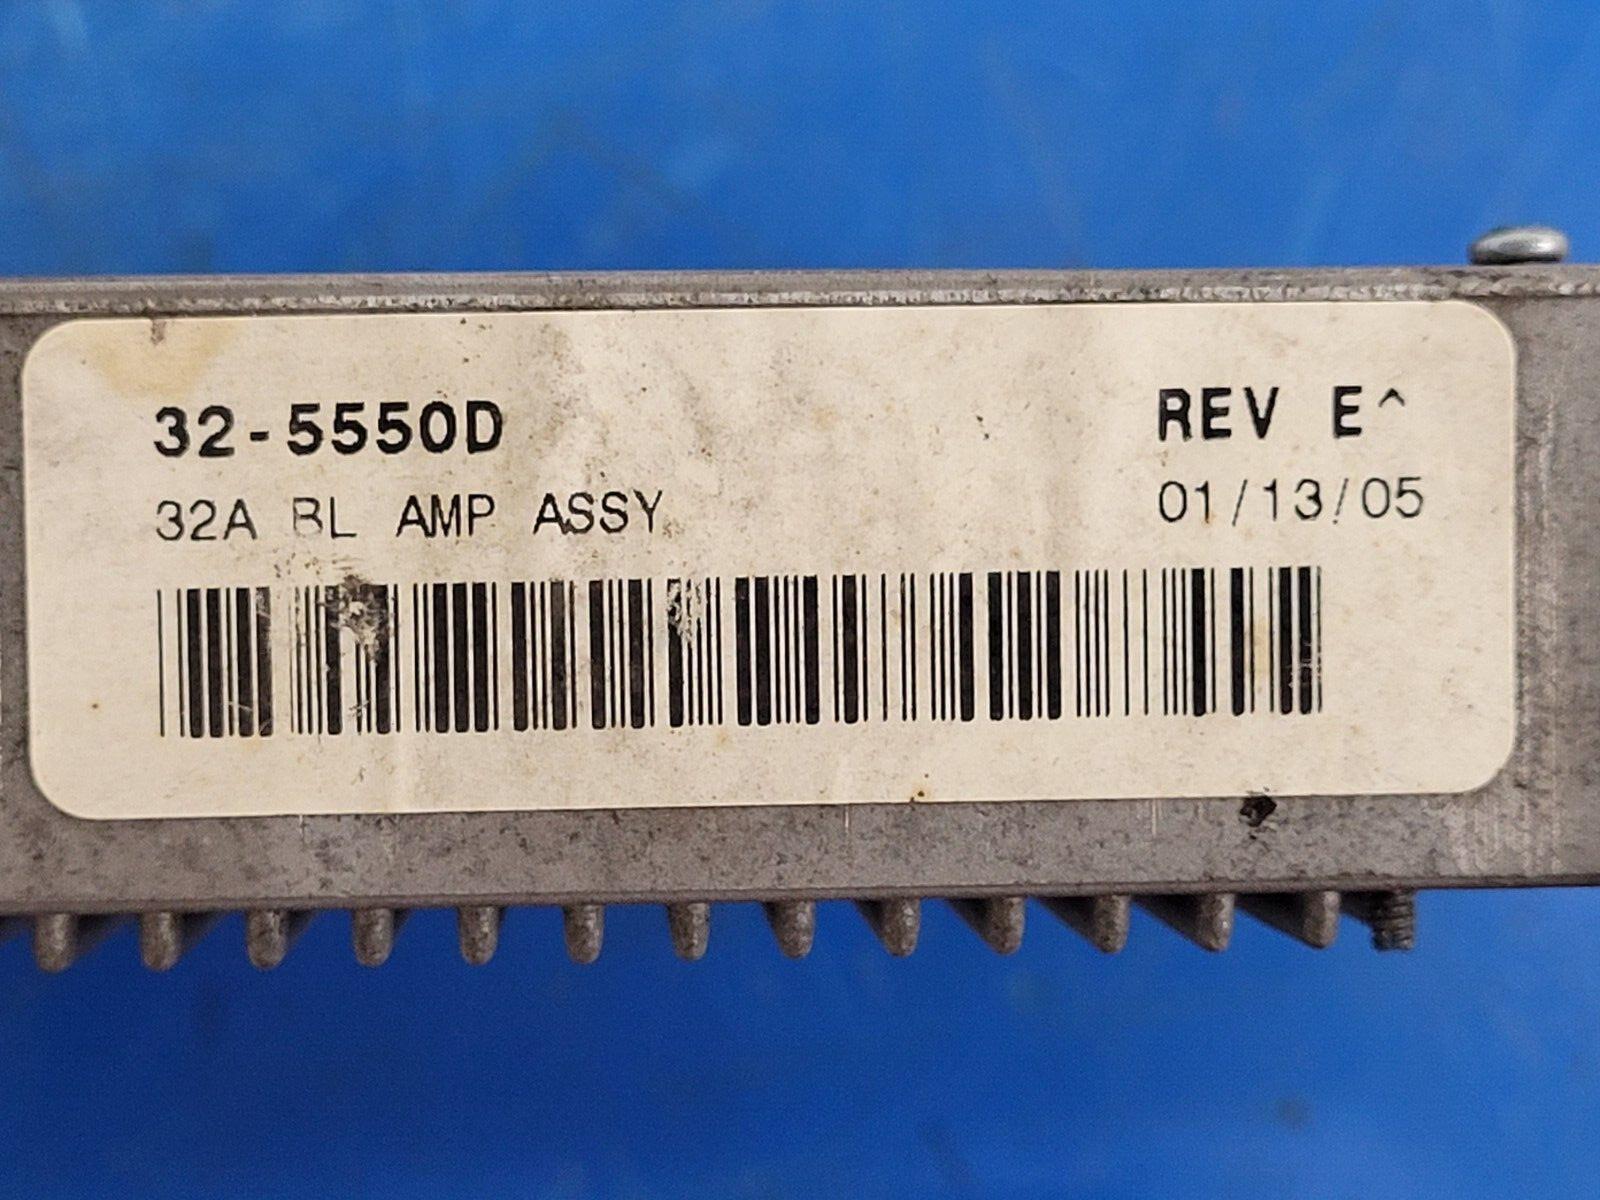 32-5550D REV E^
32A BL AMP ASSY 01/13/05